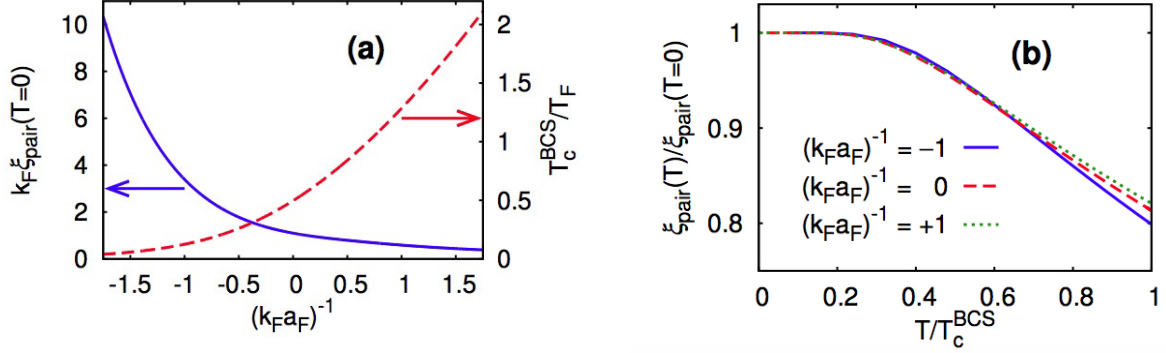 (a)
k_Fξ_pair(T=0)
10
8
6
4
2
0
2
1.5
1
0.5
0
T_c^BCS/T_F
-1.5 -1 -0.5 0 0.5 1 1.5
(k_Fa_F)^-1
(b)
ξ_pair(T)/ξ_pair(T=0)
1
0.9
0.8
(k_Fa_F)^-1 = −1
(k_Fa_F)^-1 = 0
(k_Fa_F)^-1 = +1
0 0.2 0.4 0.6 0.8 1
T/T_c^BCS